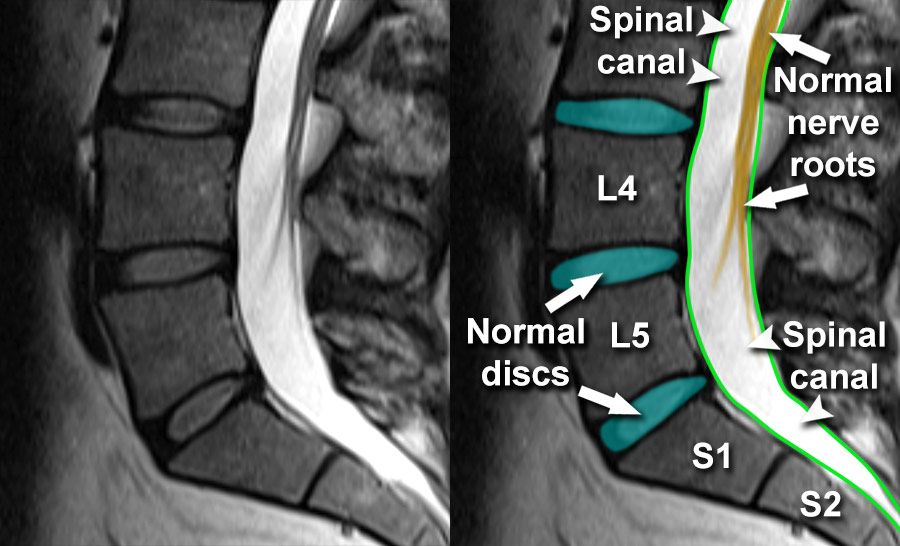 Spinal
canal
Normal
nerve
roots
L4
Normal
discs
L5
Spinal
canal
S1
S2